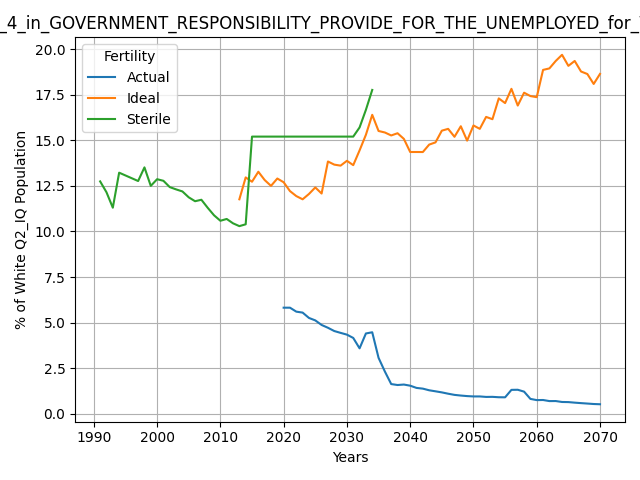 _4_in_GOVERNMENT_RESPONSIBILITY_PROVIDE_FOR_THE_UNEMPLOYED_for_
Fertility
Actual
Ideal
Sterile
% of White Q2_IQ Population
20.0
17.5
15.0
12.5
10.0
7.5
5.0
2.5
0.0
1990 2000 2010 2020 2030 2040 2050 2060 2070
Years